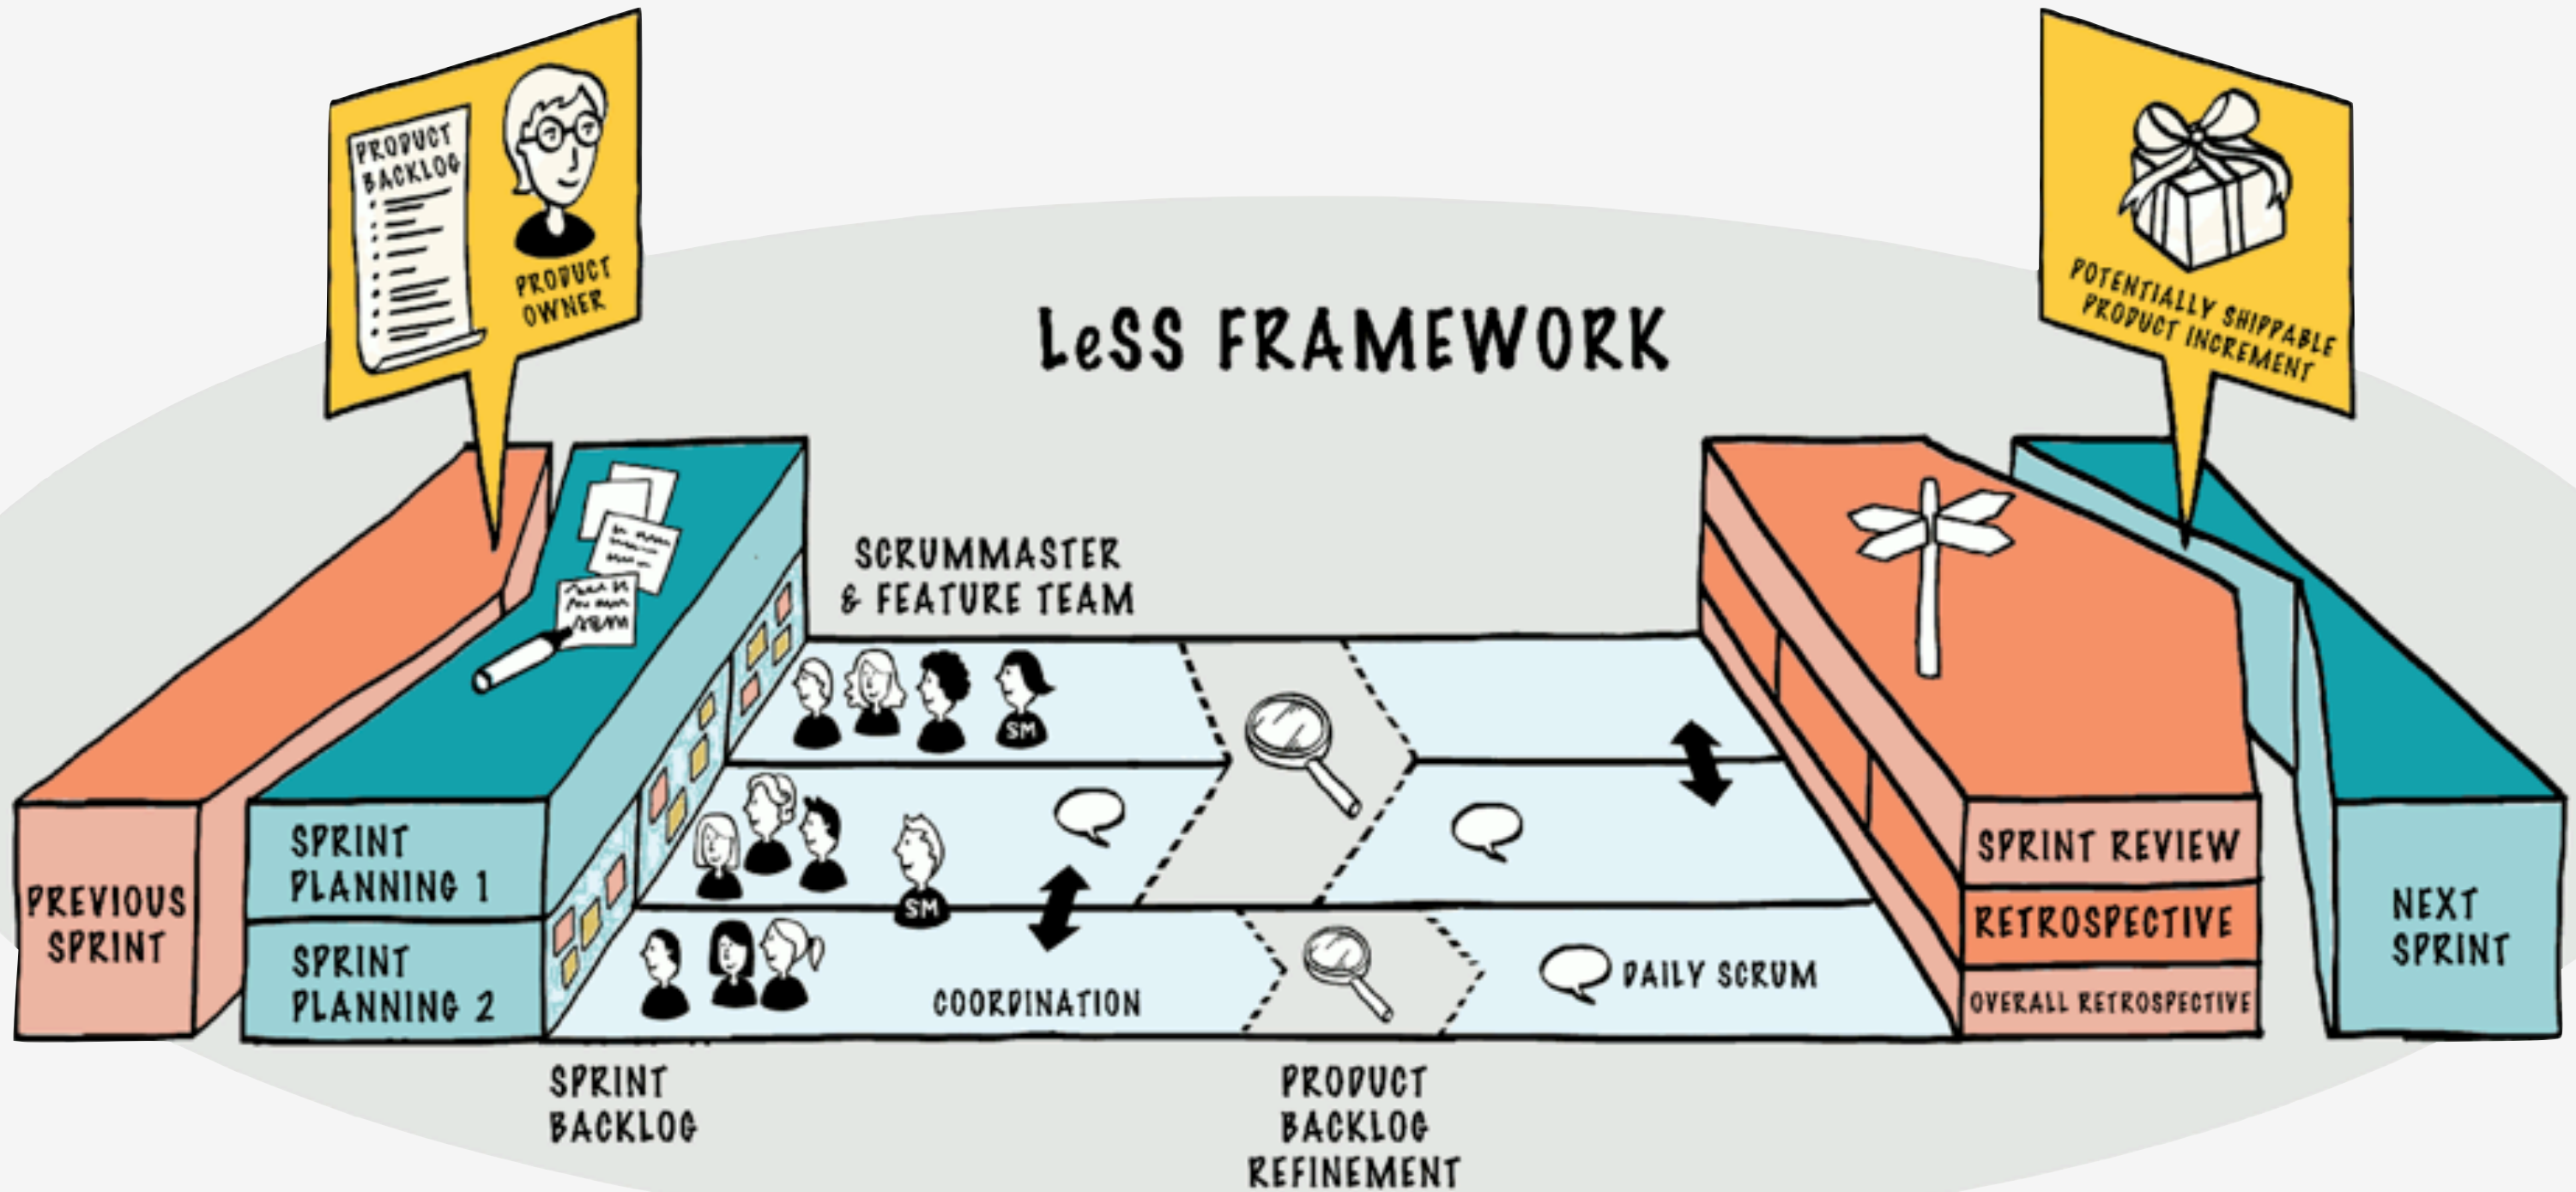 PRODUCT
BACKLOG
PRODUCT
OWNER
POTENTIALLY SHIPPABLE
PRODUCT INCREMENT
LeSS FRAMEWORK
SCRUMMASTER
& FEATURE TEAM
SM
SM
PREVIOUS
SPRINT
SPRINT
PLANNING 1
SPRINT
PLANNING 2
COORDINATION
DAILY SCRUM
SPRINT REVIEW
RETROSPECTIVE
OVERALL RETROSPECTIVE
NEXT
SPRINT
SPRINT
BACKLOG
PRODUCT
BACKLOG
REFINEMENT